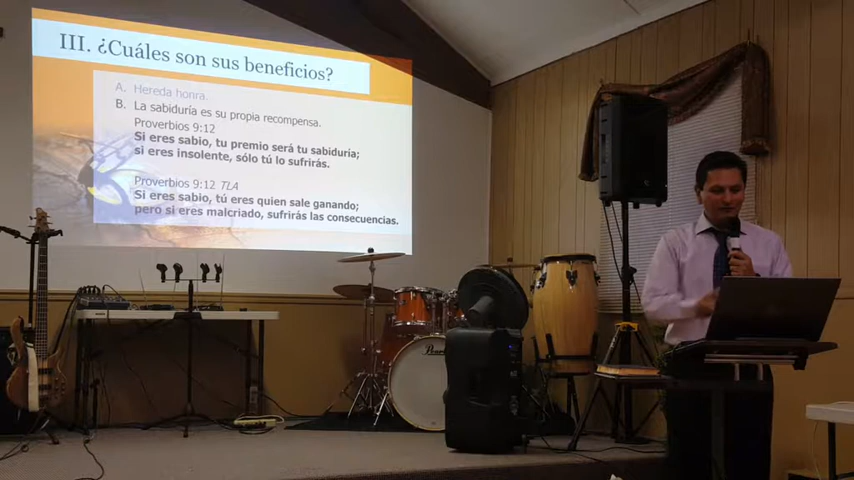 III. ¿Cuáles son sus beneficios?
A. Hereda honra.
B. La sabiduría es su propia recompensa.
Proverbios 9:12
Si eres sabio, tu premio será tu sabiduría
si eres insolente, sólo tú lo sufrirás.
Proverbios 9:12 TLA
Si eres sabio, tú eres quien sale ganando;
pero si eres malcriado, sufrirás las consecuencias.